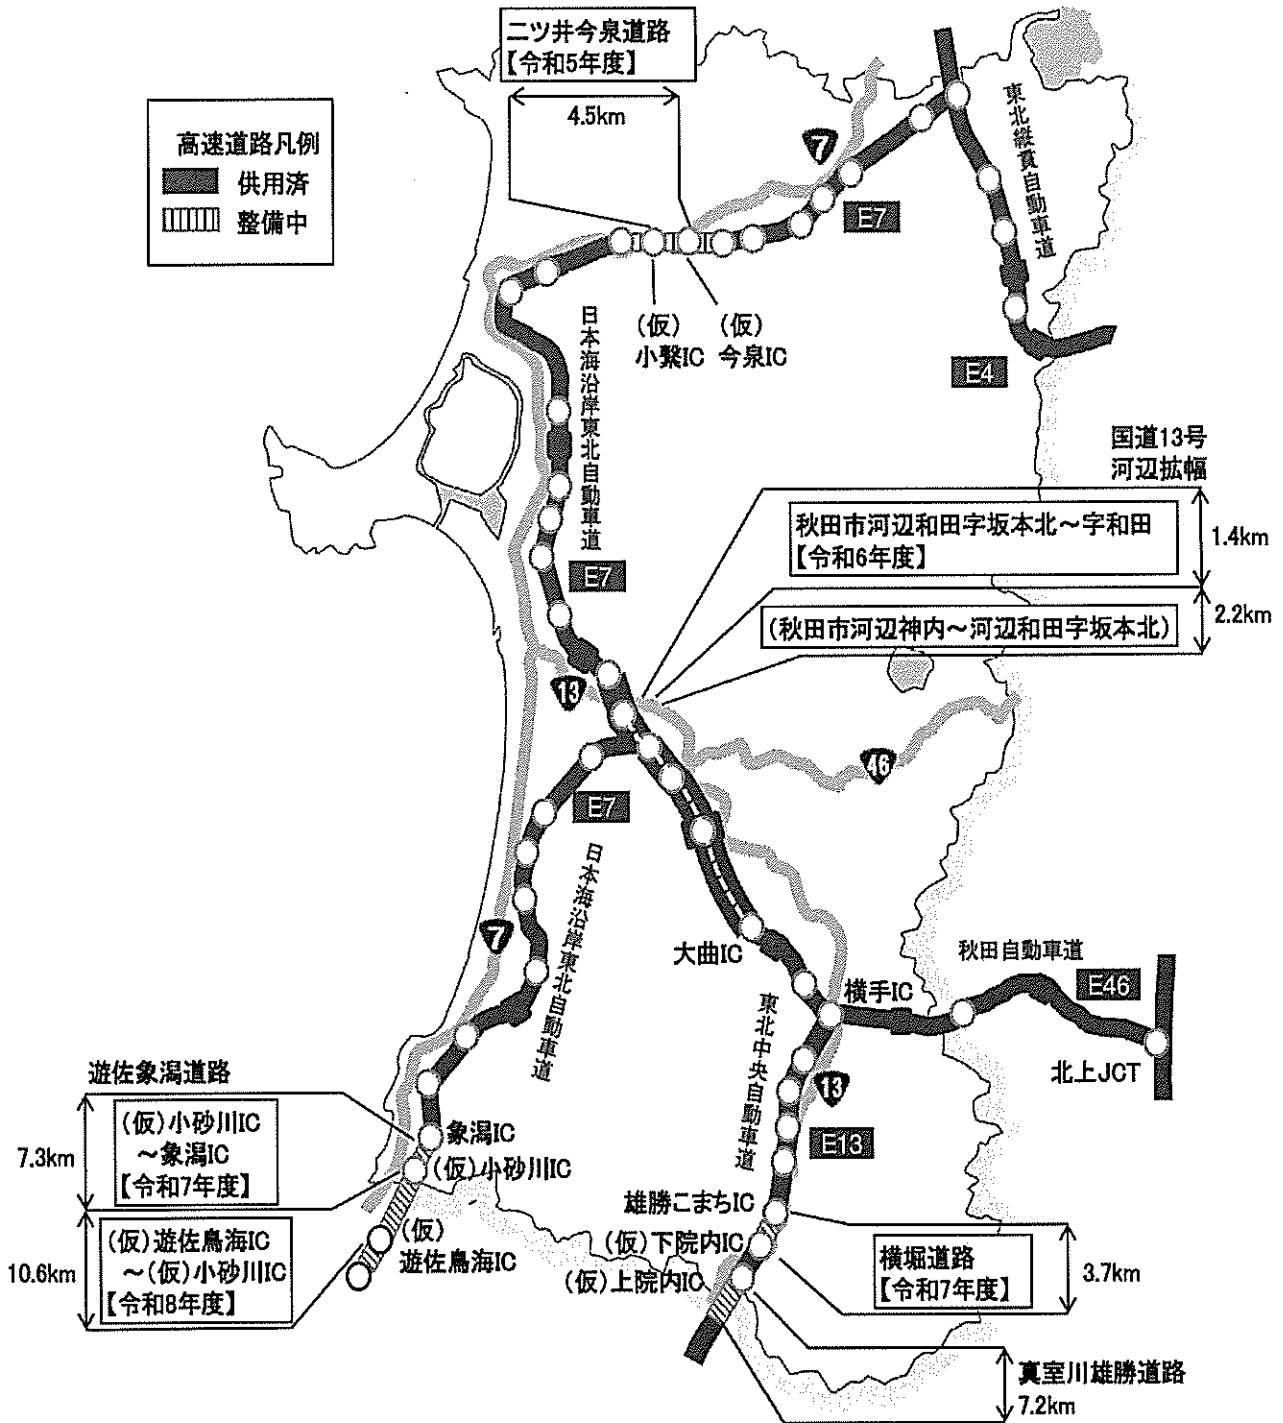 二ツ井今泉道路
【令和5年度】
4.5km
高速道路凡例
供用済
整備中
7
E7
東北縦貫自動車道
(仮)
小繋IC
(仮)
今泉IC
日本海沿岸東北自動車道
E4
国道13号
河辺拡幅
秋田市河辺和田字坂本北～字和田
【令和6年度】
1.4km
E7
(秋田市河辺神内～河辺和田字坂本北)
2.2km
13
46
E7
日本海沿岸東北自動車道
7
大曲IC
秋田自動車道
横手IC
E46
東北中央自動車道
北上JCT
13
E13
遊佐象潟道路
(仮)小砂川IC
～象潟IC
【令和7年度】
7.3km
象潟IC
(仮)小砂川IC
(仮)遊佐鳥海IC
～(仮)小砂川IC
【令和8年度】
10.6km
(仮)
遊佐鳥海IC
雄勝こまちIC
(仮)下院内IC
(仮)上院内IC
横堀道路
【令和7年度】
3.7km
真室川雄勝道路
7.2km